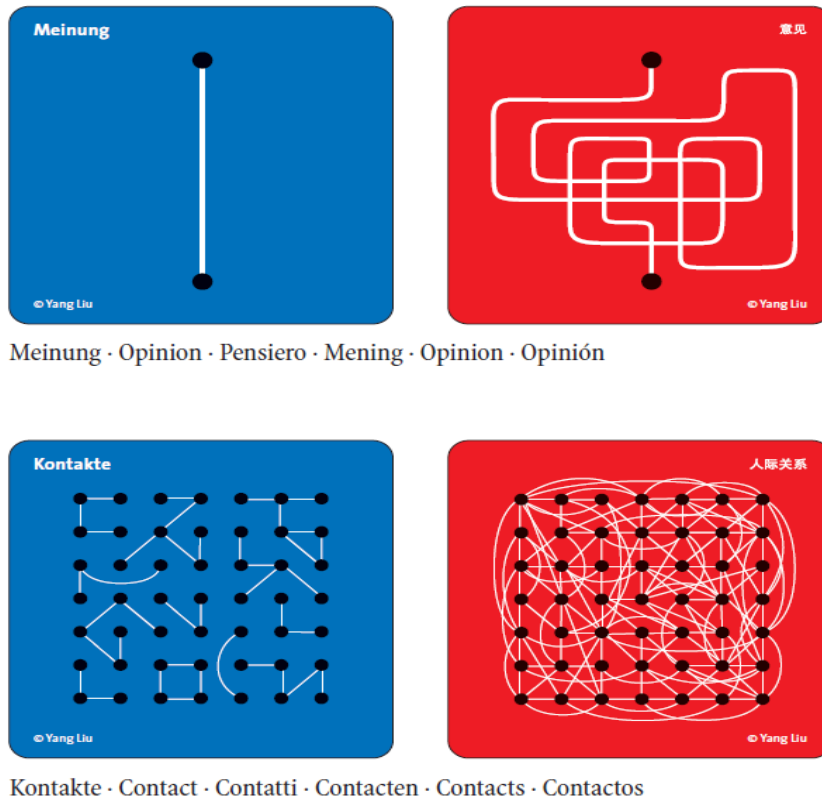 Meinung
意见
© Yang Liu
© Yang Liu
Meinung · Opinion · Pensiero · Mening · Opinion · Opinión
Kontakte
人际关系
© Yang Liu
© Yang Liu
Kontakte · Contact · Contatti · Contacten · Contacts · Contactos